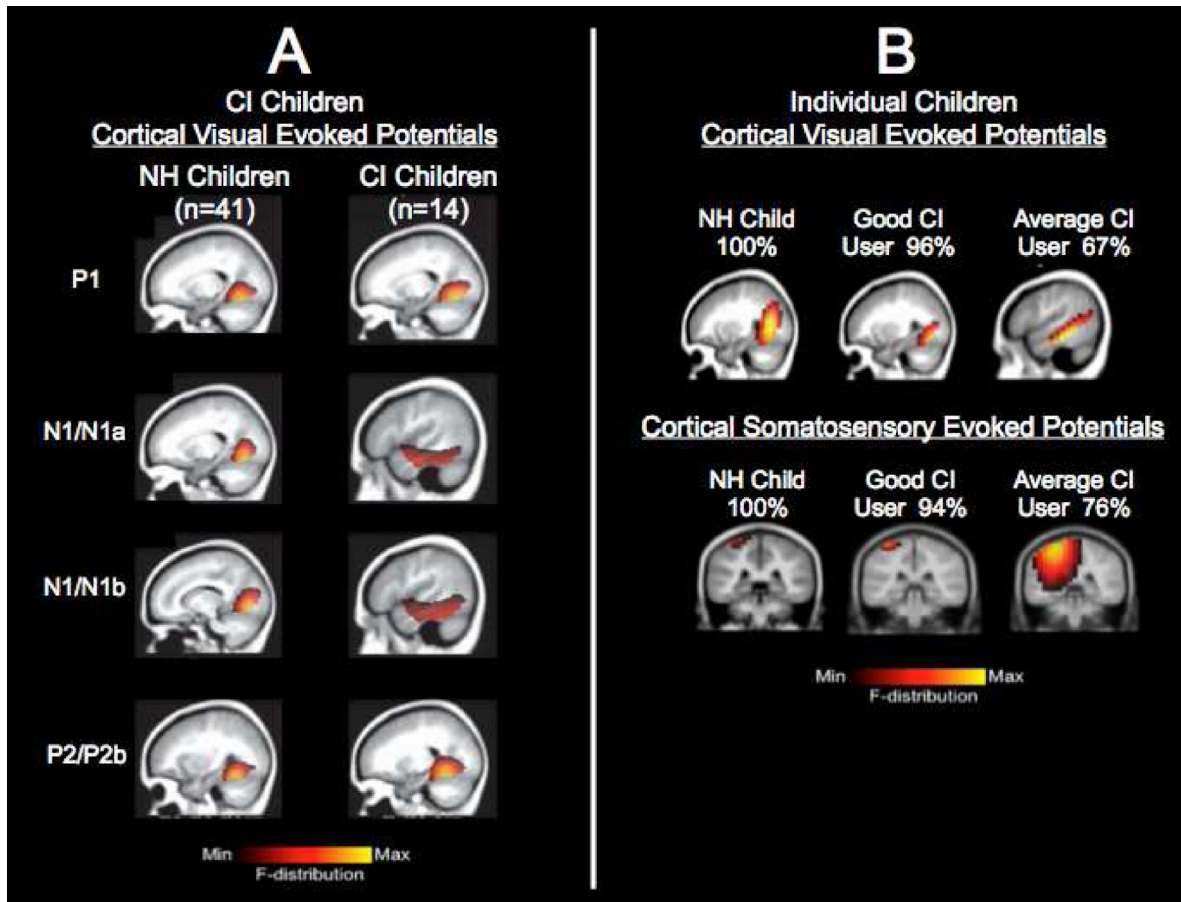 A
CI Children
Cortical Visual Evoked Potentials
NH Children
(n=41)
CI Children
(n=14)
P1
N1/N1a
N1/N1b
P2/P2b
Min
Max
F-distribution
B
Individual Children
Cortical Visual Evoked Potentials
NH Child
100%
Good CI
User 96%
Average CI
User 67%
Cortical Somatosensory Evoked Potentials
NH Child
100%
Good CI
User 94%
Average CI
User 76%
Min
Max
F-distribution